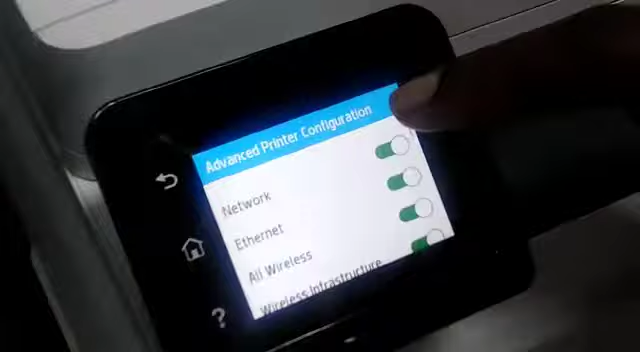 Advanced Printer Configuration
Network
Ethernet
All Wireless
Wireless Infrastructure
?